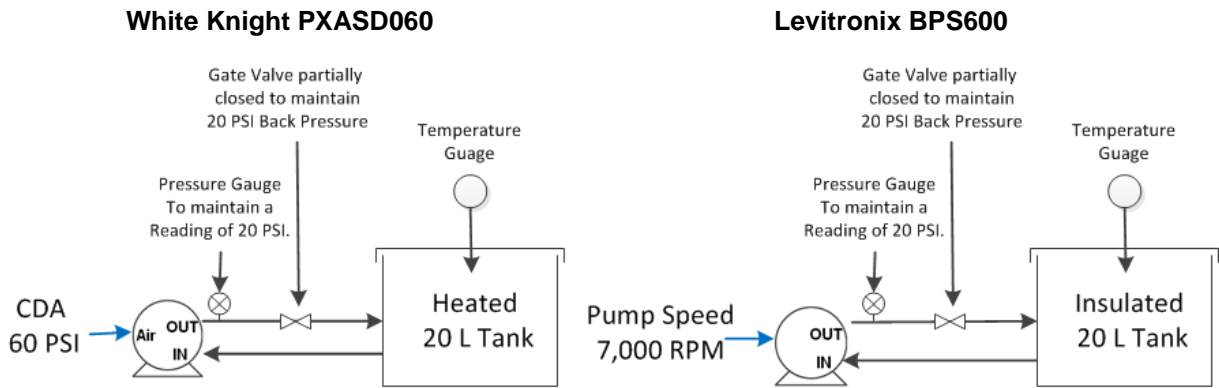 White Knight PXASD060
Gate Valve partially
closed to maintain
20 PSI Back Pressure
Temperature
Guage
Pressure Gauge
To maintain a
Reading of 20 PSI.
CDA
60 PSI
Air
OUT
IN
Heated
20 L Tank
Levitronix BPS600
Gate Valve partially
closed to maintain
20 PSI Back Pressure
Temperature
Guage
Pressure Gauge
To maintain a
Reading of 20 PSI.
Pump Speed
7,000 RPM
OUT
IN
Insulated
20 L Tank